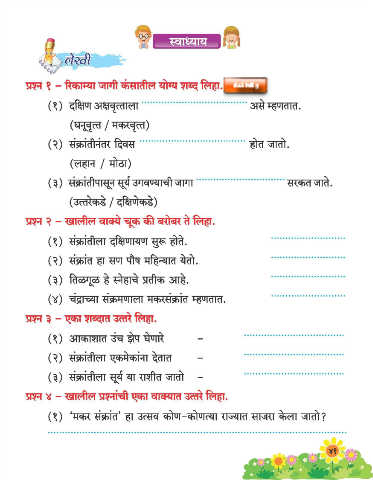 स्वाध्याय
लेखी
प्रश्न १ – रिकाम्या जागी कंसातील योग्य शब्द लिहा.
(१) दक्षिण अक्षवृत्ताला ........................ असे म्हणतात.
(धनुवृत्त / मकरवृत्त)
(२) संक्रांतीनंतर दिवस ........................ होत जातो.
(लहान / मोठा)
(३) संक्रांतीपासून सूर्य उगवण्याची जागा ........................ सरकत जाते.
(उत्तरेकडे / दक्षिणेकडे)
प्रश्न २ – खालील वाक्ये चूक की बरोबर ते लिहा.
(१) संक्रांतीला दक्षिणायण सुरू होते. ........................
(२) संक्रांत हा सण पौष महिन्यात येतो. ........................
(३) तिळगूळ हे स्नेहाचे प्रतीक आहे. ........................
(४) चंद्राच्या संक्रमणाला मकरसंक्रांत म्हणतात. ........................
प्रश्न ३ – एका शब्दात उत्तरे लिहा.
(१) आकाशात उंच झेप घेणारे – ........................
(२) संक्रांतीला एकमेकांना देतात – ........................
(३) संक्रांतीला सूर्य या राशीत जातो – ........................
प्रश्न ४ – खालील प्रश्नांची एका वाक्यात उत्तरे लिहा.
(१) 'मकर संक्रांत' हा उत्सव कोण-कोणत्या राज्यात साजरा केला जातो?
........................